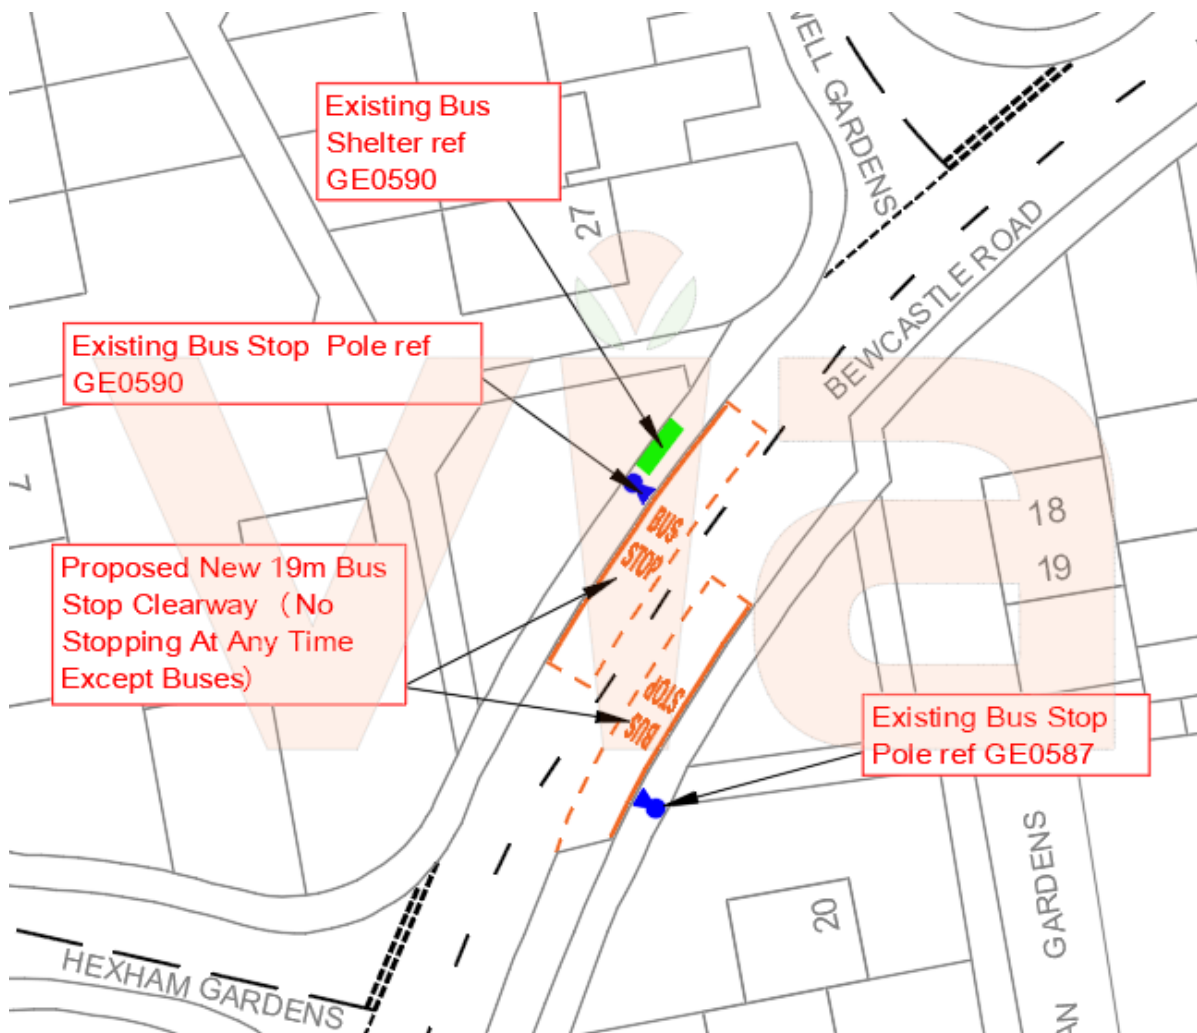 WELL GARDENS
Existing Bus
Shelter ref
GE0590
27
BEWCASTLE ROAD
Existing Bus Stop Pole ref
GE0590
7
18
19
BUS
STOP
Proposed New 19m Bus
Stop Clearway (No
Stopping At Any Time
Except Buses)
STOP
BUS
Existing Bus Stop
Pole ref GE0587
via
20
GARDENS
HEXHAM GARDENS